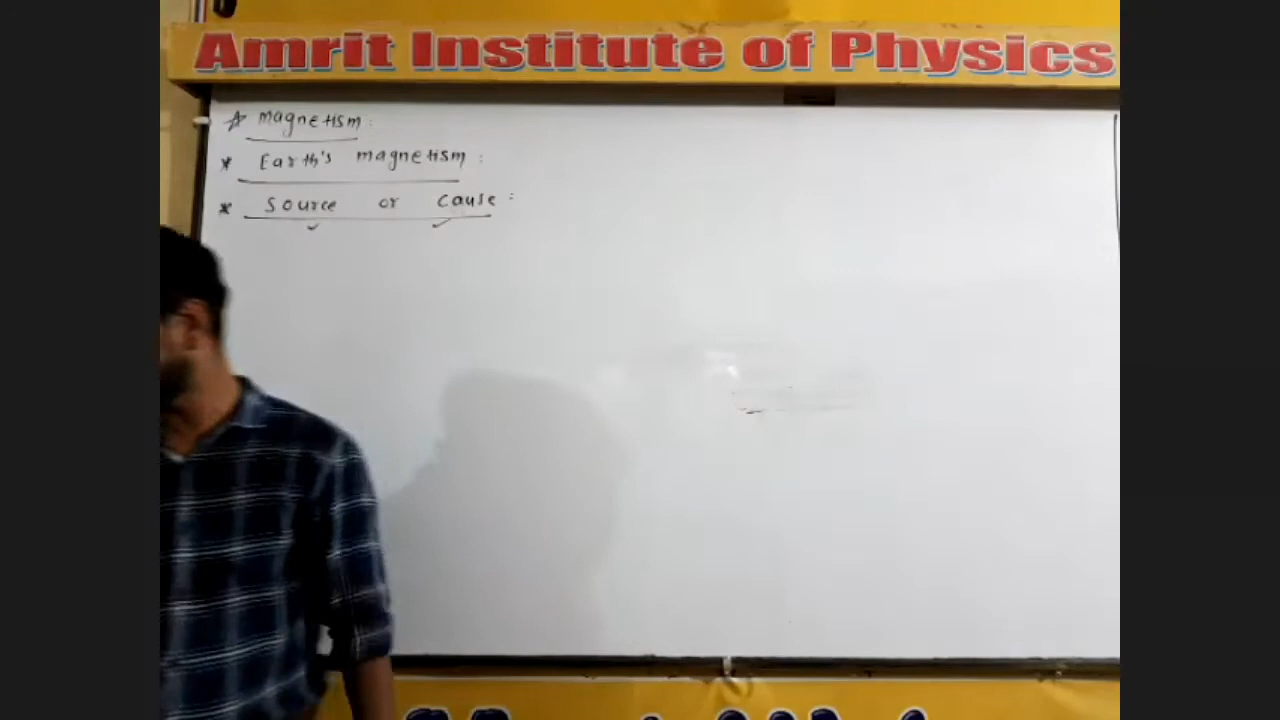 Amrit Institute of Physics
☆ magnetism :
* Earth's magnetism :
* source or cause :